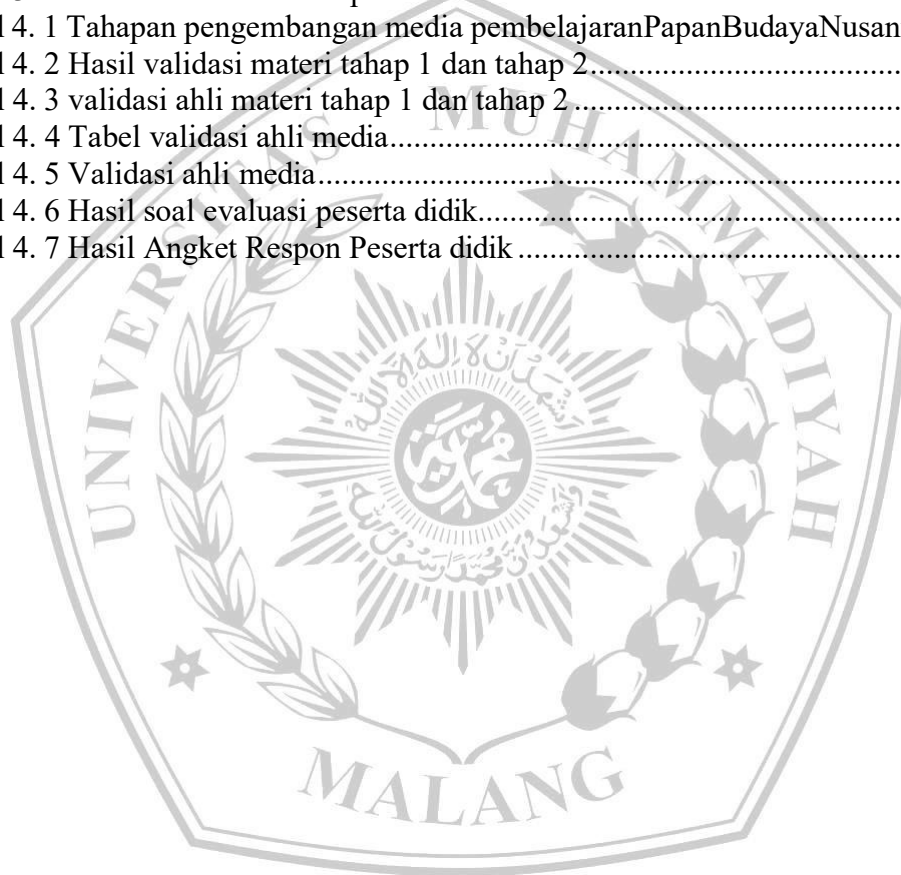 l 4. 1 Tahapan pengembangan media pembelajaranPapanBudayaNusan
l 4. 2 Hasil validasi materi tahap 1 dan tahap 2....................................
l 4. 3 validasi ahli materi tahap 1 dan tahap 2......................................
l 4. 4 Tabel validasi ahli media.............................................................
l 4. 5 Validasi ahli media......................................................................
l 4. 6 Hasil soal evaluasi peserta didik..................................................
l 4. 7 Hasil Angket Respon Peserta didik.............................................
UNIVERSITAS MUHAMMADIYAH
MALANG